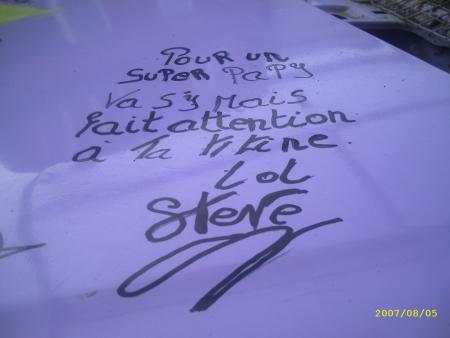 POUR UN
SUPER PAPY
Va S'y Mais
fait attention
à Ta titine.
LOL
Steve
2007/08/05